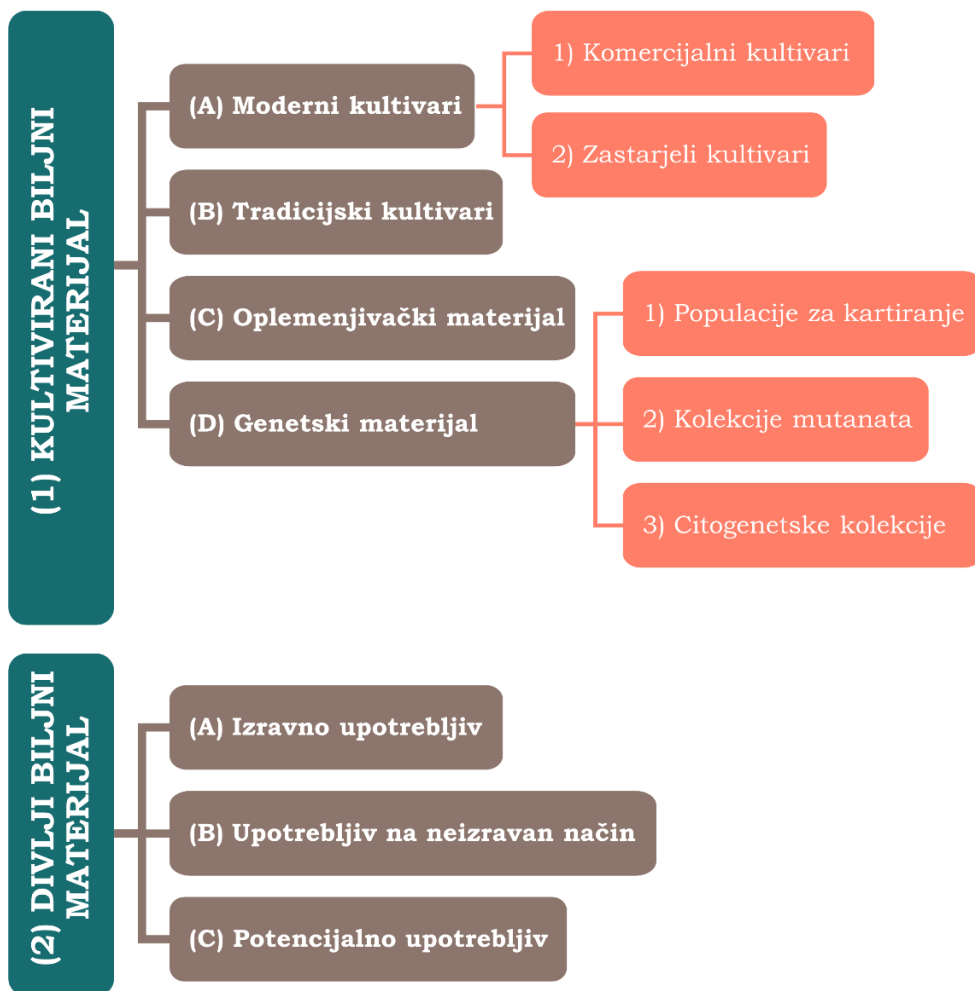 (1) KULTIVIRANI BILJNI
MATERIJAL
(A) Moderni kultivari
1) Komercijalni kultivari
2) Zastarjeli kultivari
(B) Tradicijski kultivari
(C) Oplemenjivački materijal
(D) Genetski materijal
1) Populacije za kartiranje
2) Kolekcije mutanata
3) Citogenetske kolekcije
(2) DIVLJI BILJNI
MATERIJAL
(A) Izravno upotrebljiv
(B) Upotrebljiv na neizravan način
(C) Potencijalno upotrebljiv